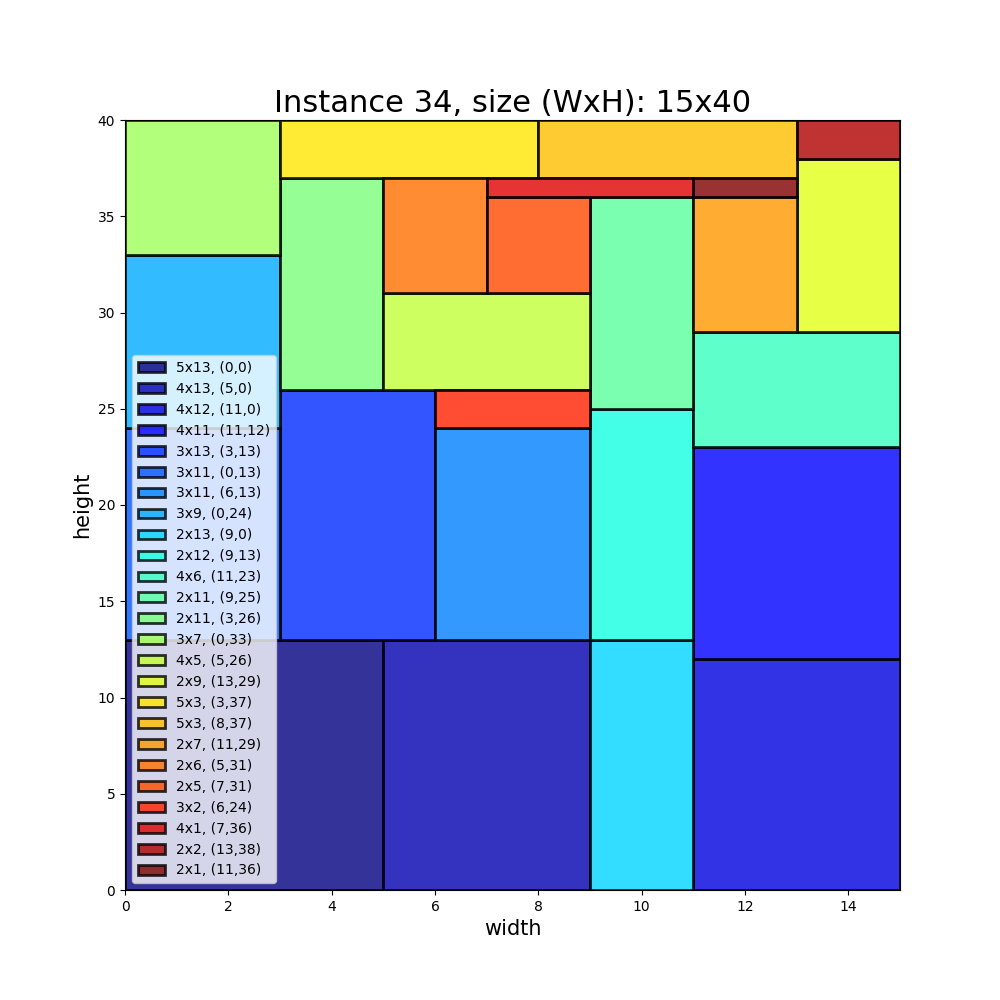 Instance 34, size (WxH): 15x40
height
40
35
30
25
20
15
10
5
0
5x13, (0,0)
4x13, (5,0)
4x12, (11,0)
4x11, (11,12)
3x13, (3,13)
3x11, (0,13)
3x11, (6,13)
3x9, (0,24)
2x13, (9,0)
2x12, (9,13)
4x6, (11,23)
2x11, (9,25)
2x11, (3,26)
3x7, (0,33)
4x5, (5,26)
2x9, (13,29)
5x3, (3,37)
5x3, (8,37)
2x7, (11,29)
2x6, (5,31)
2x5, (7,31)
3x2, (6,24)
4x1, (7,36)
2x2, (13,38)
2x1, (11,36)
0 2 4 6 8 10 12 14
width